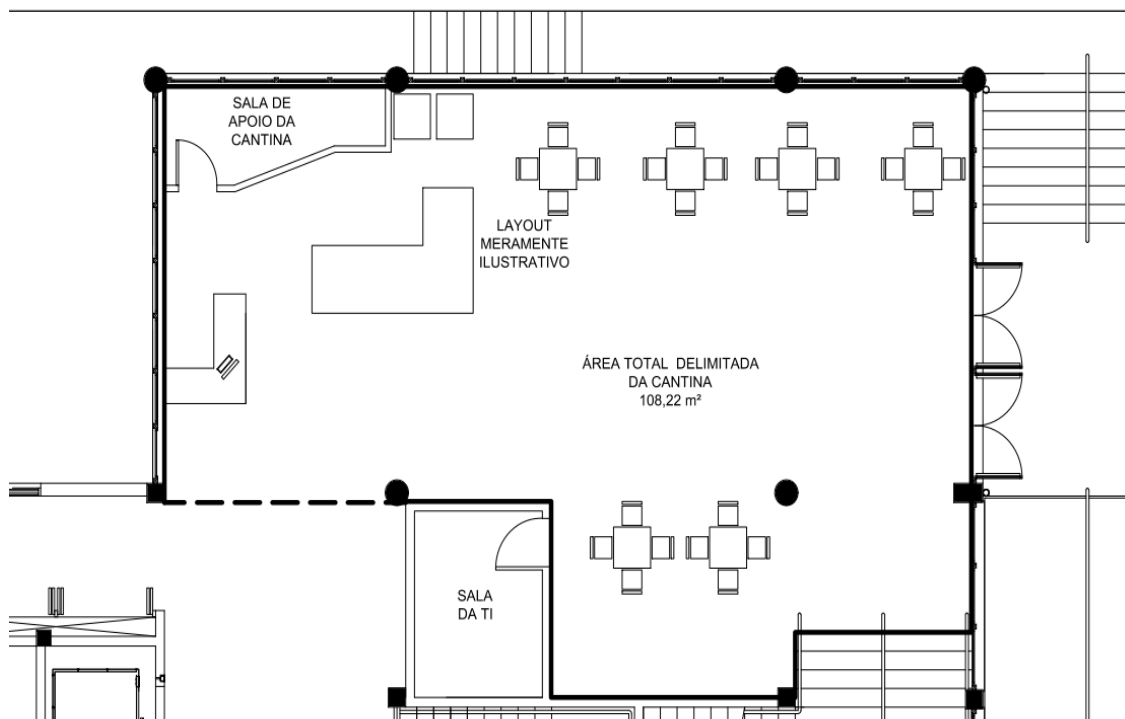 SALA DE
APOIO DA
CANTINA
LAYOUT
MERAMENTE
ILUSTRATIVO
ÁREA TOTAL DELIMITADA
DA CANTINA
108,22 m²
SALA
DA TI